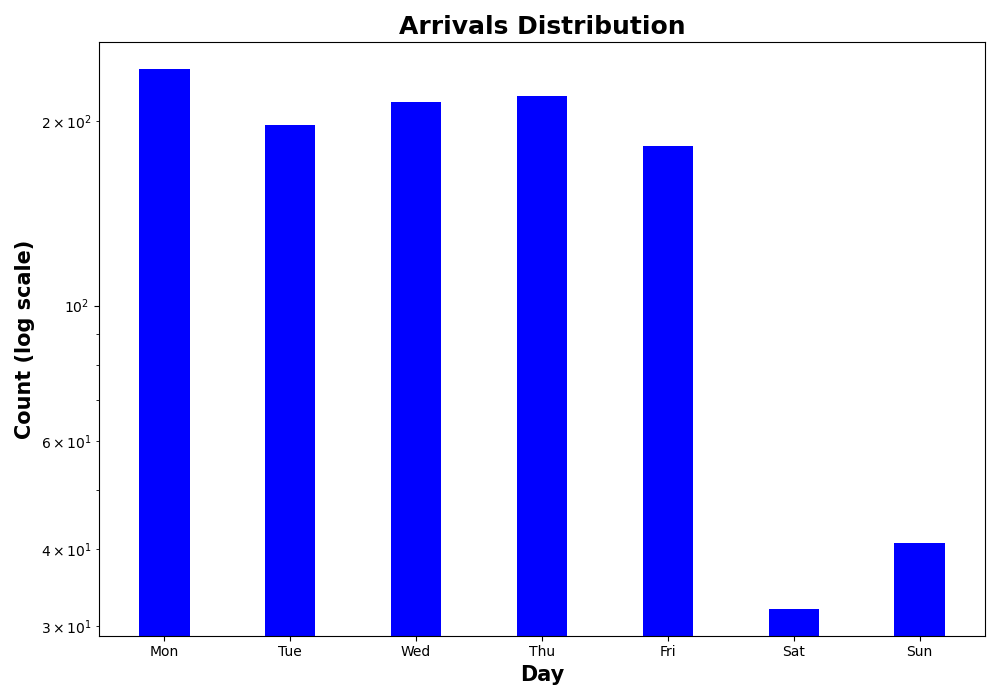 Arrivals Distribution
Count (log scale)
2 × 10²
10²
6 × 10¹
4 × 10¹
3 × 10¹
Mon Tue Wed Thu Fri Sat Sun
Day